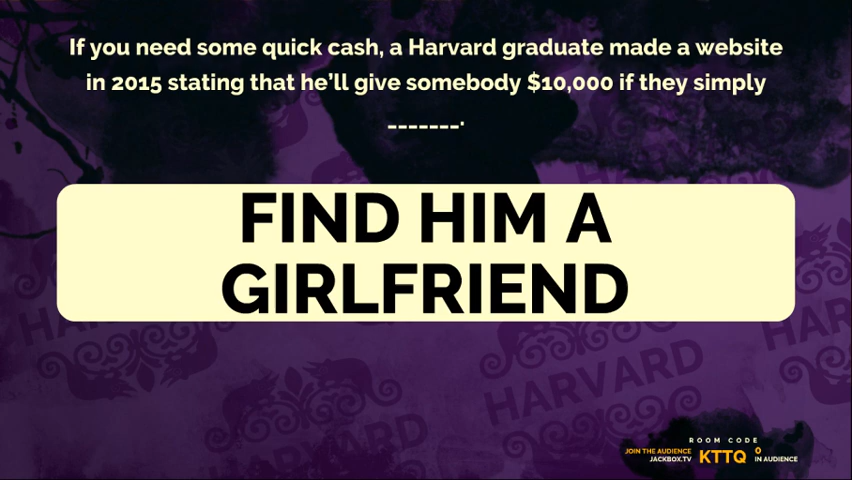 If you need some quick cash, a Harvard graduate made a website
in 2015 stating that he’ll give somebody $10,000 if they simply
_______.
FIND HIM A
GIRLFRIEND
HARVARD
HARVARD
HARVARD
HARVARD
ROOM CODE
JOIN THE AUDIENCE
JACKBOX.TV
KTTQ
0
IN AUDIENCE